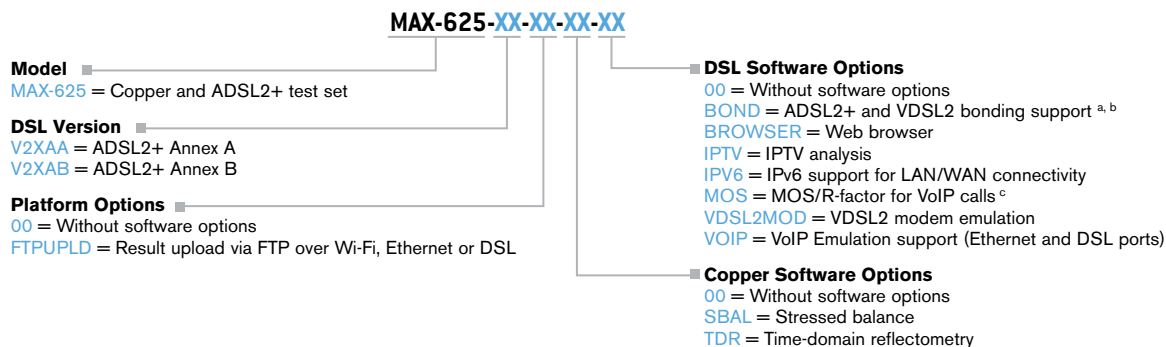 MAX-625-XX-XX-XX-XX
Model
MAX-625 = Copper and ADSL2+ test set
DSL Version
V2XAA = ADSL2+ Annex A
V2XAB = ADSL2+ Annex B
Platform Options
00 = Without software options
FTPUPLD = Result upload via FTP over Wi-Fi, Ethernet or DSL
DSL Software Options
00 = Without software options
BOND = ADSL2+ and VDSL2 bonding support a, b
BROWSER = Web browser
IPTV = IPTV analysis
IPV6 = IPv6 support for LAN/WAN connectivity
MOS = MOS/R-factor for VoIP calls c
VDSL2MOD = VDSL2 modem emulation
VOIP = VoIP Emulation support (Ethernet and DSL ports)
Copper Software Options
00 = Without software options
SBAL = Stressed balance
TDR = Time-domain reflectometry